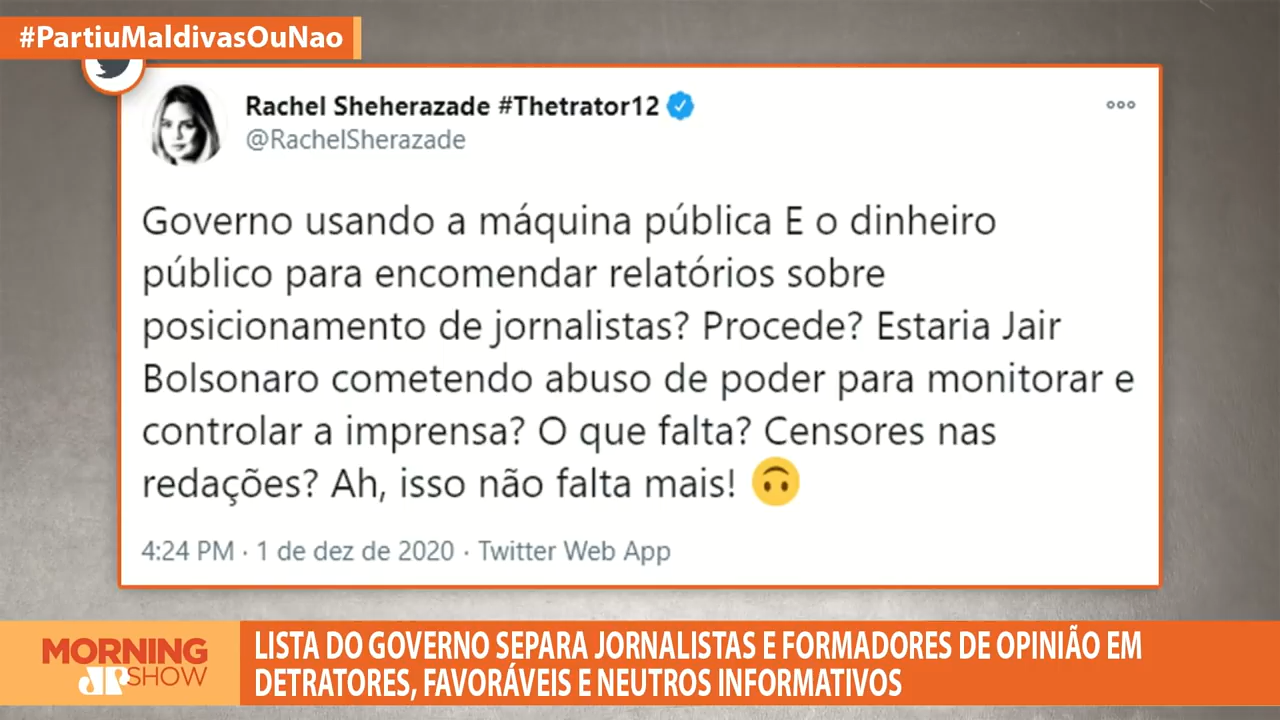 #PartiuMaldivasOuNao
Rachel Sheherazade #Thetrator12
@RachelSherazade
Governo usando a máquina pública E o dinheiro
público para encomendar relatórios sobre
posicionamento de jornalistas? Procede? Estaria Jair
Bolsonaro cometendo abuso de poder para monitorar e
controlar a imprensa? O que falta? Censores nas
redações? Ah, isso não falta mais! 🙃
4:24 PM · 1 de dez de 2020 · Twitter Web App
MORNING
JP SHOW
LISTA DO GOVERNO SEPARA JORNALISTAS E FORMADORES DE OPINIÃO EM
DETRATORES, FAVORÁVEIS E NEUTROS INFORMATIVOS